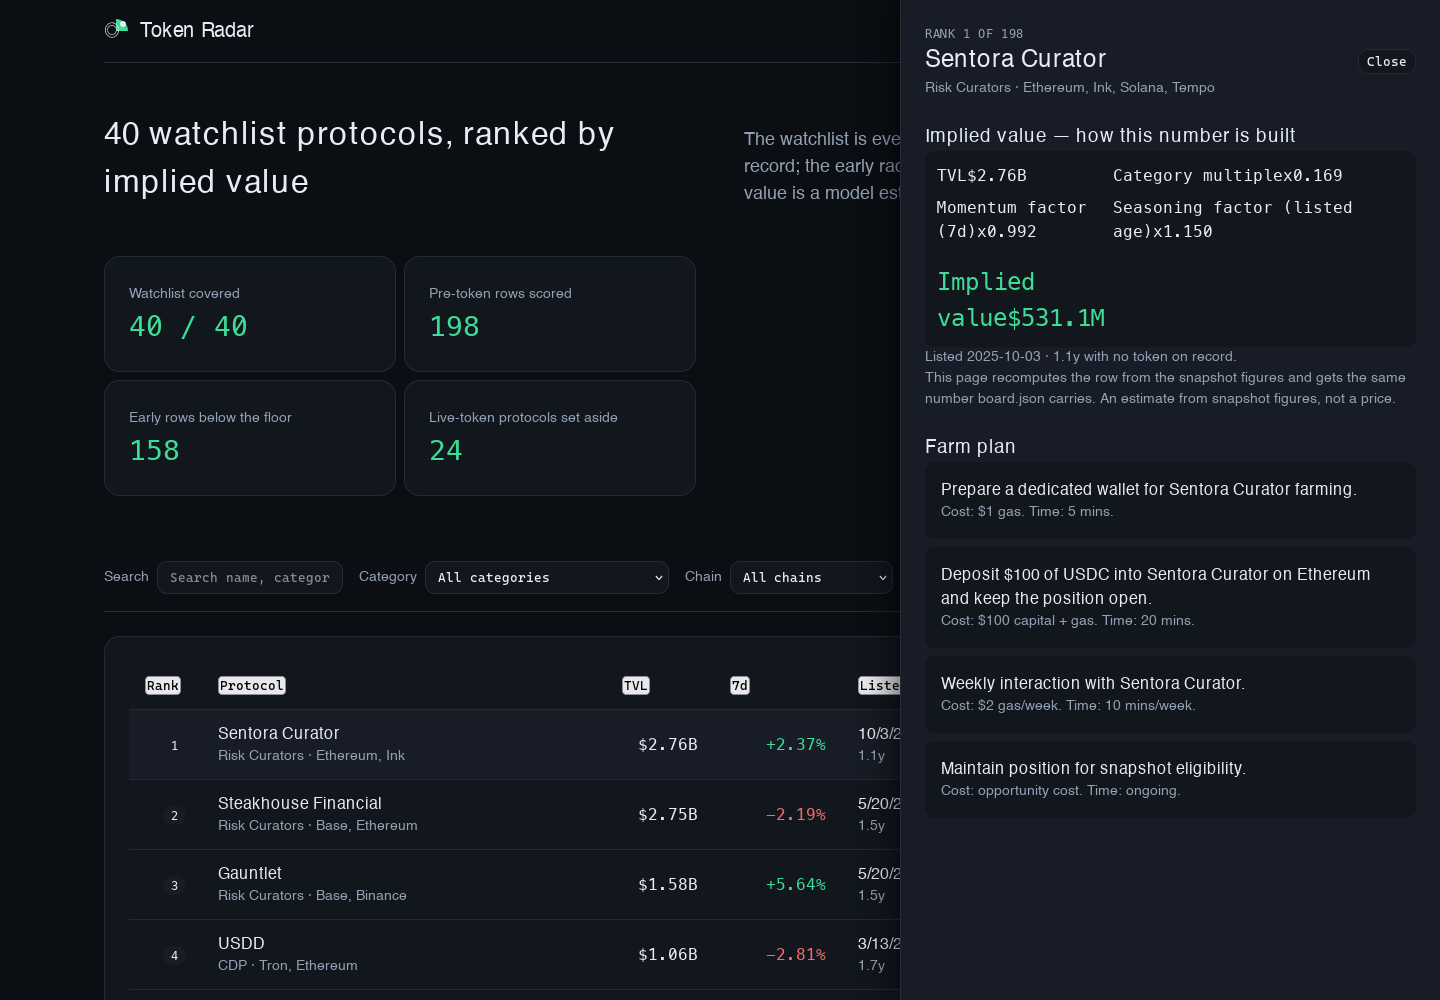 Token Radar
40 watchlist protocols, ranked by
implied value
The watchlist is eve
record; the early rad
value is a model est
Watchlist covered
40 / 40
Pre-token rows scored
198
Early rows below the floor
158
Live-token protocols set aside
24
Search
Search name, categor
Category
All categories
Chain
All chains
Rank
Protocol
TVL
7d
Liste
1
Sentora Curator
Risk Curators · Ethereum, Ink
$2.76B
+2.37%
10/3/2
1.1y
2
Steakhouse Financial
Risk Curators · Base, Ethereum
$2.75B
−2.19%
5/20/2
1.5y
3
Gauntlet
Risk Curators · Base, Binance
$1.58B
+5.64%
5/20/2
1.5y
4
USDD
CDP · Tron, Ethereum
$1.06B
−2.81%
3/13/2
1.7y
RANK 1 OF 198
Sentora Curator
Close
Risk Curators · Ethereum, Ink, Solana, Tempo
Implied value — how this number is built
TVL$2.76B
Category multiplex0.169
Momentum factor
(7d)x0.992
Seasoning factor (listed
age)x1.150
Implied
value$531.1M
Listed 2025-10-03 · 1.1y with no token on record.
This page recomputes the row from the snapshot figures and gets the same
number board.json carries. An estimate from snapshot figures, not a price.
Farm plan
Prepare a dedicated wallet for Sentora Curator farming.
Cost: $1 gas. Time: 5 mins.
Deposit $100 of USDC into Sentora Curator on Ethereum
and keep the position open.
Cost: $100 capital + gas. Time: 20 mins.
Weekly interaction with Sentora Curator.
Cost: $2 gas/week. Time: 10 mins/week.
Maintain position for snapshot eligibility.
Cost: opportunity cost. Time: ongoing.